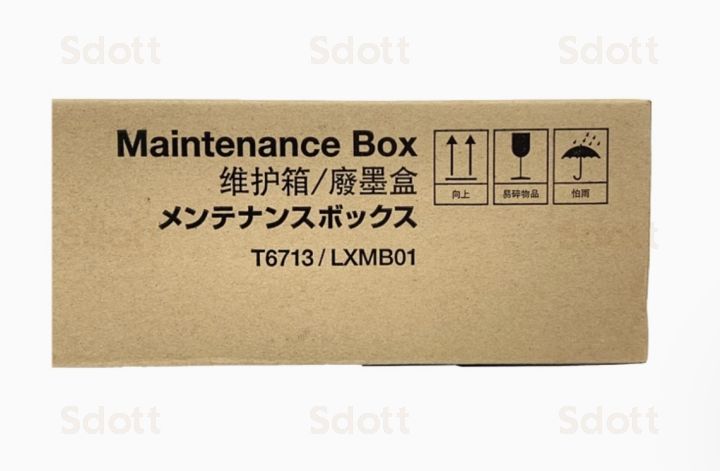 Sdott Sdott Sdott
Maintenance Box
维护箱/廢墨盒
メンテナンスボックス
T6713/LXMB01
向上 易碎物品 怕雨
Sdott Sdott Sdott